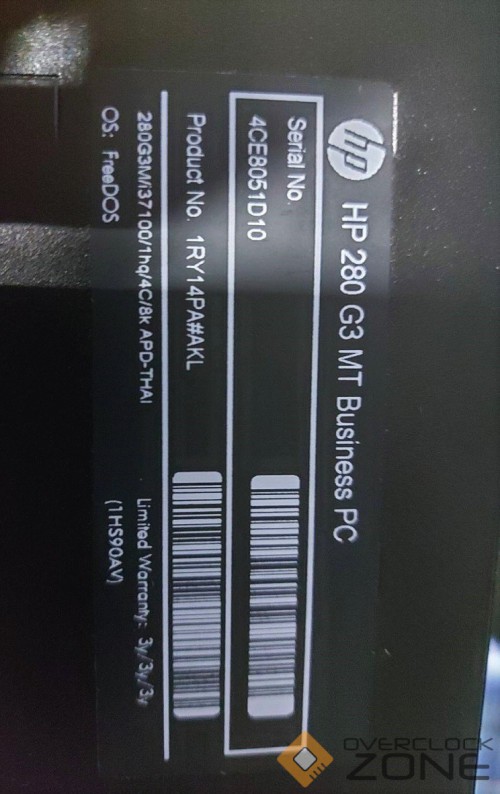 hp HP 280 G3 MT Business PC
Serial No.
4CE8051D10
Product No. 1RY14PA#AKL
280G3M/i37100/1hq/4C/8k APD-THAI Limited Warranty: 3y/3y/3y
OS: FreeDOS (1HS90AV)
OVERCLOCK
ZONE